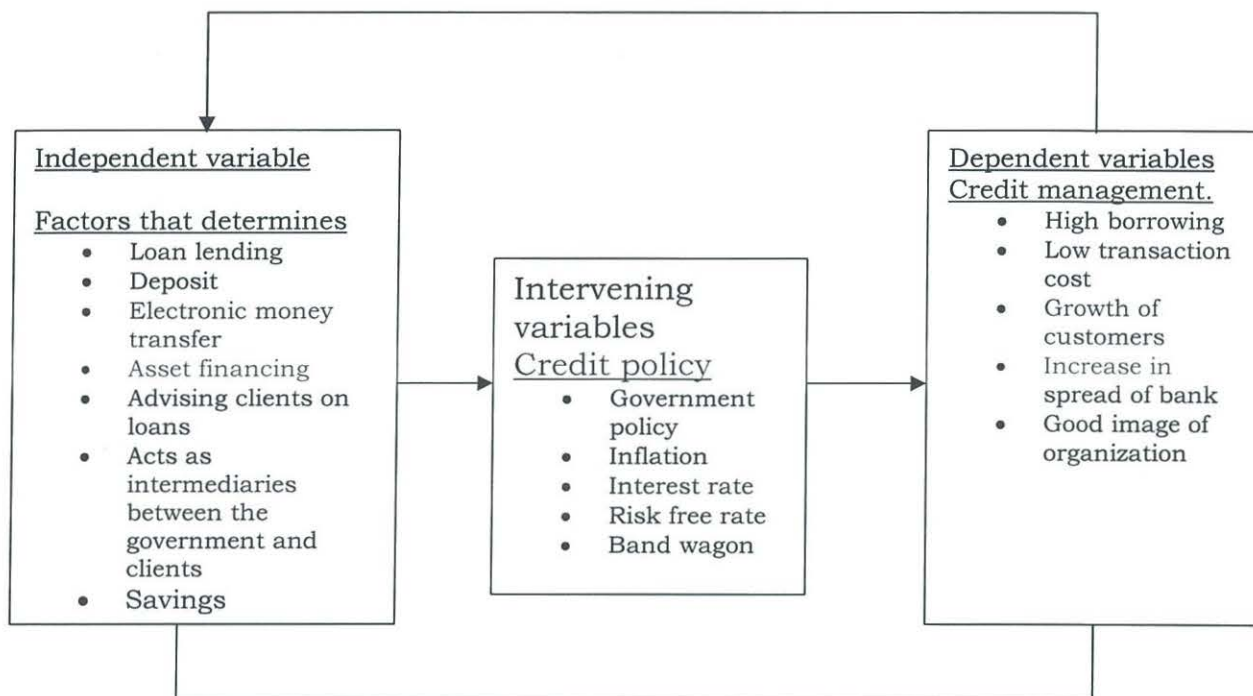 Independent variable
Factors that determines
• Loan lending
• Deposit
• Electronic money
transfer
• Asset financing
• Advising clients on
loans
• Acts as
intermediaries
between the
government and
clients
• Savings
Intervening
variables
Credit policy
• Government
policy
• Inflation
• Interest rate
• Risk free rate
• Band wagon
Dependent variables
Credit management.
• High borrowing
• Low transaction
cost
• Growth of
customers
• Increase in
spread of bank
• Good image of
organization